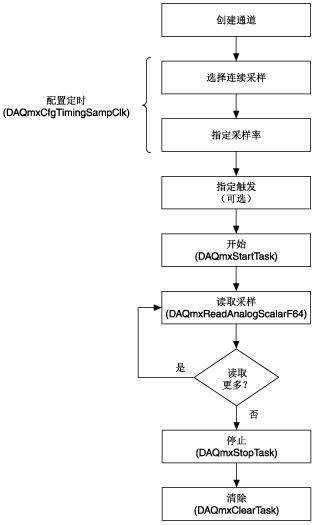 创建通道
选择连续采样
配置定时
(DAQmxCfgTimingSampClk)
指定采样率
指定触发
(可选)
开始
(DAQmxStartTask)
读取采样
(DAQmxReadAnalogScalarF64)
是
读取
更多?
否
停止
(DAQmxStopTask)
清除
(DAQmxClearTask)